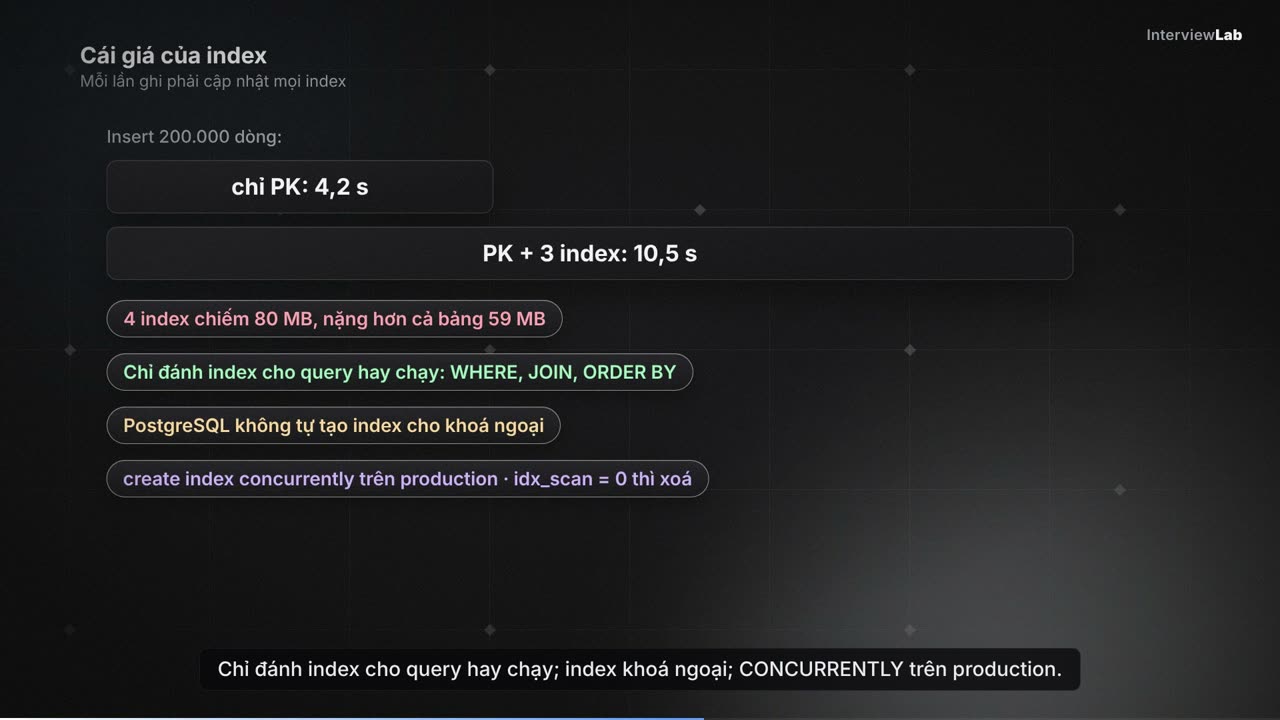 Cái giá của index
InterviewLab
Mỗi lần ghi phải cập nhật mọi index
Insert 200.000 dòng:
chỉ PK: 4,2 s
PK + 3 index: 10,5 s
4 index chiếm 80 MB, nặng hơn cả bảng 59 MB
Chỉ đánh index cho query hay chạy: WHERE, JOIN, ORDER BY
PostgreSQL không tự tạo index cho khoá ngoại
create index concurrently trên production · idx_scan = 0 thì xoá
Chỉ đánh index cho query hay chạy; index khoá ngoại; CONCURRENTLY trên production.